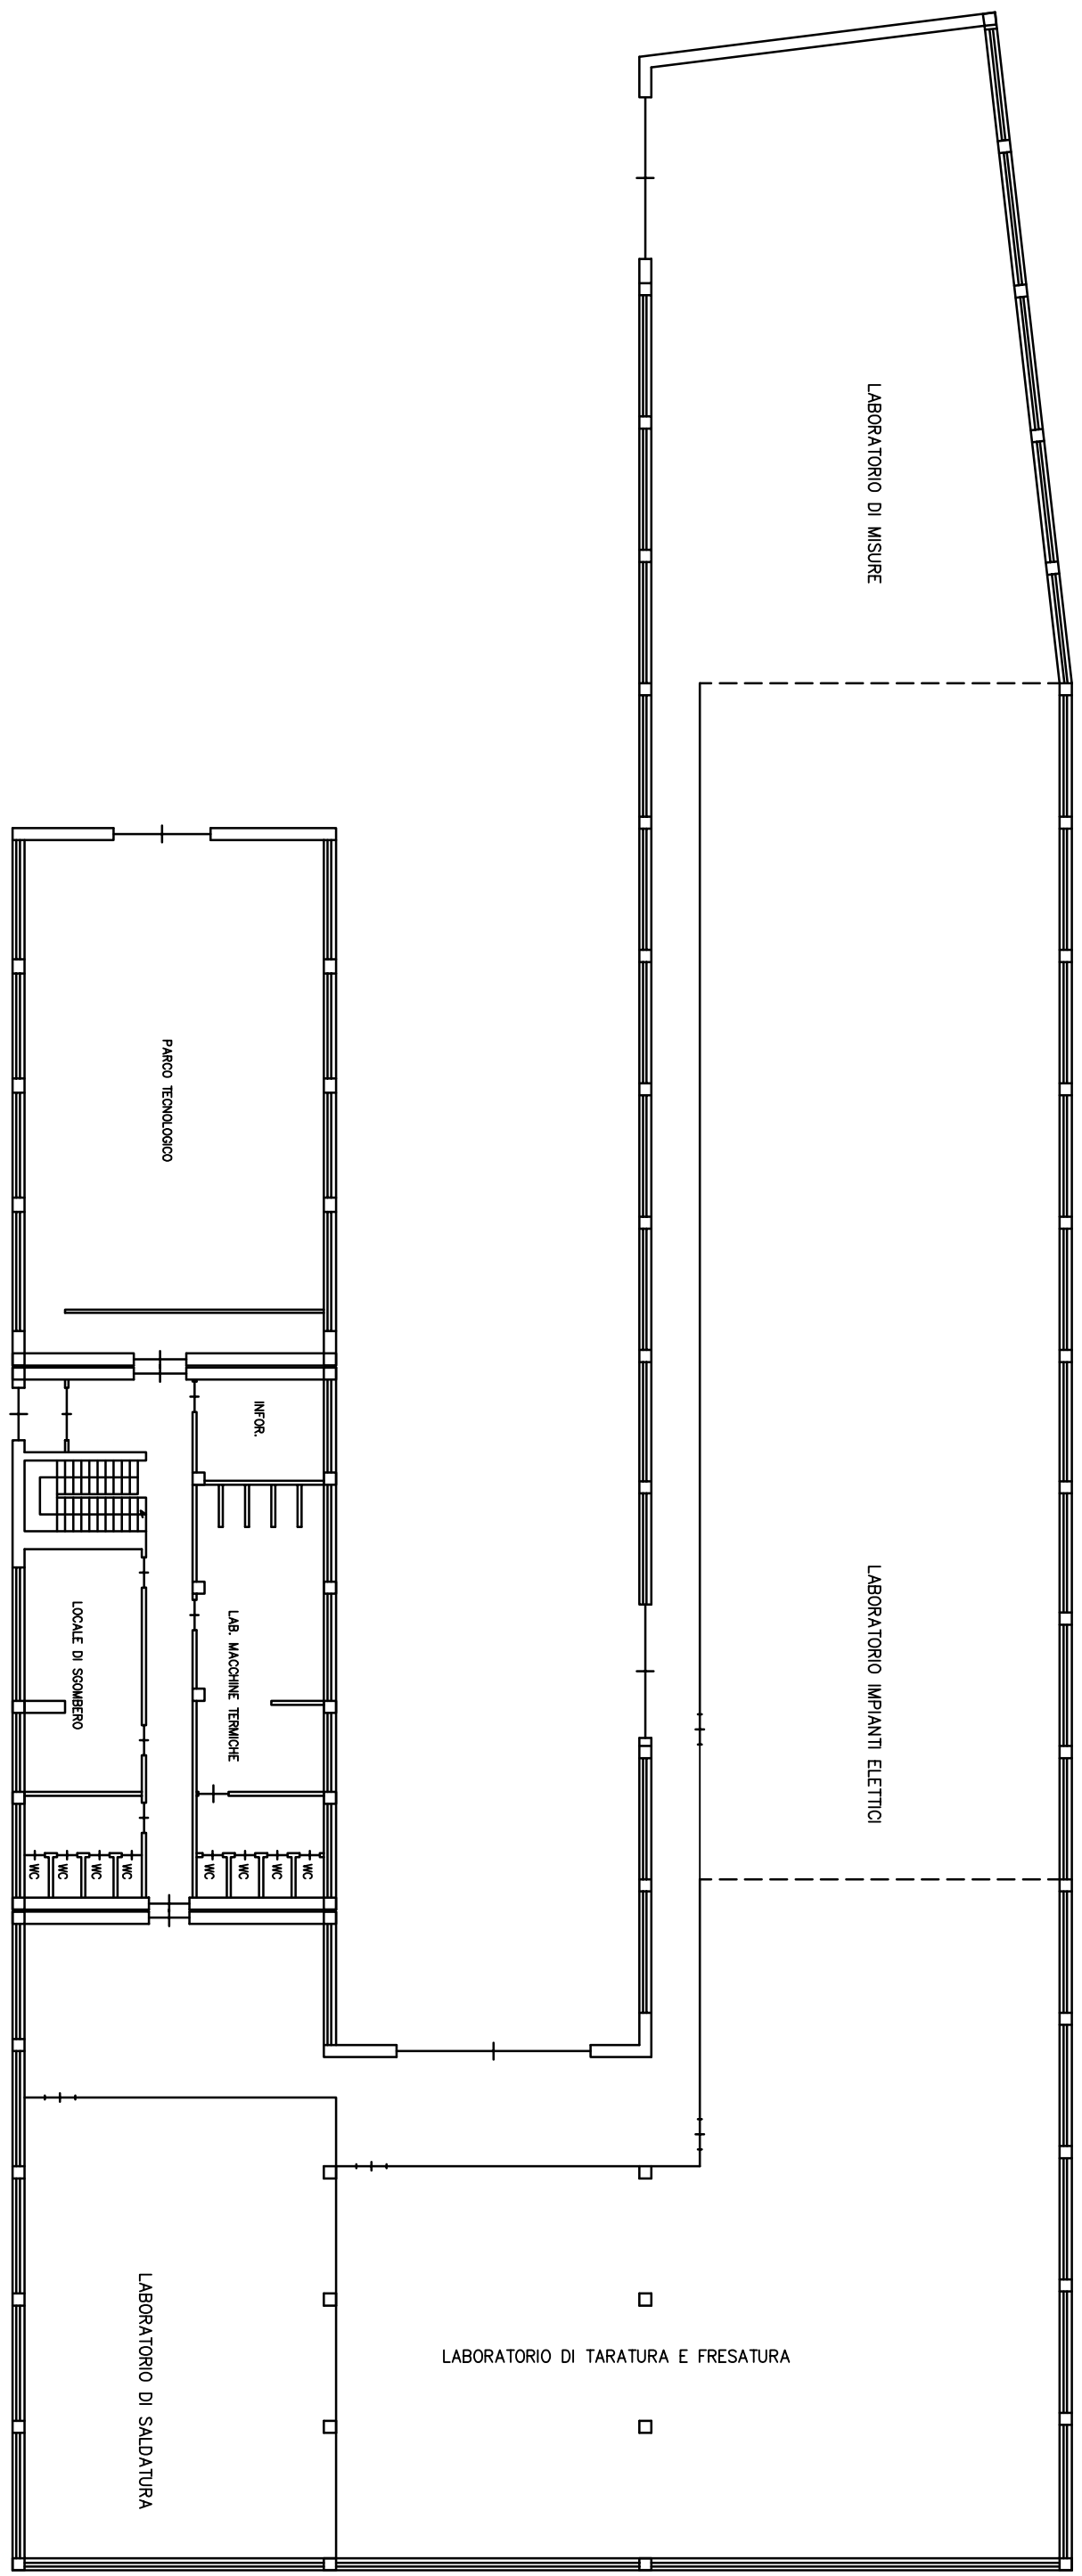 LABORATORIO DI MISURE
PARCO TECNOLOGICO
INFOR.
LABORATORIO IMPIANTI ELETTICI
LAB. MACCHINE TERMICHE
LOCALE DI SGOMBERO
WC
WC
WC
WC
WC
WC
WC
WC
LABORATORIO DI SALDATURA
LABORATORIO DI TARATURA E FRESATURA